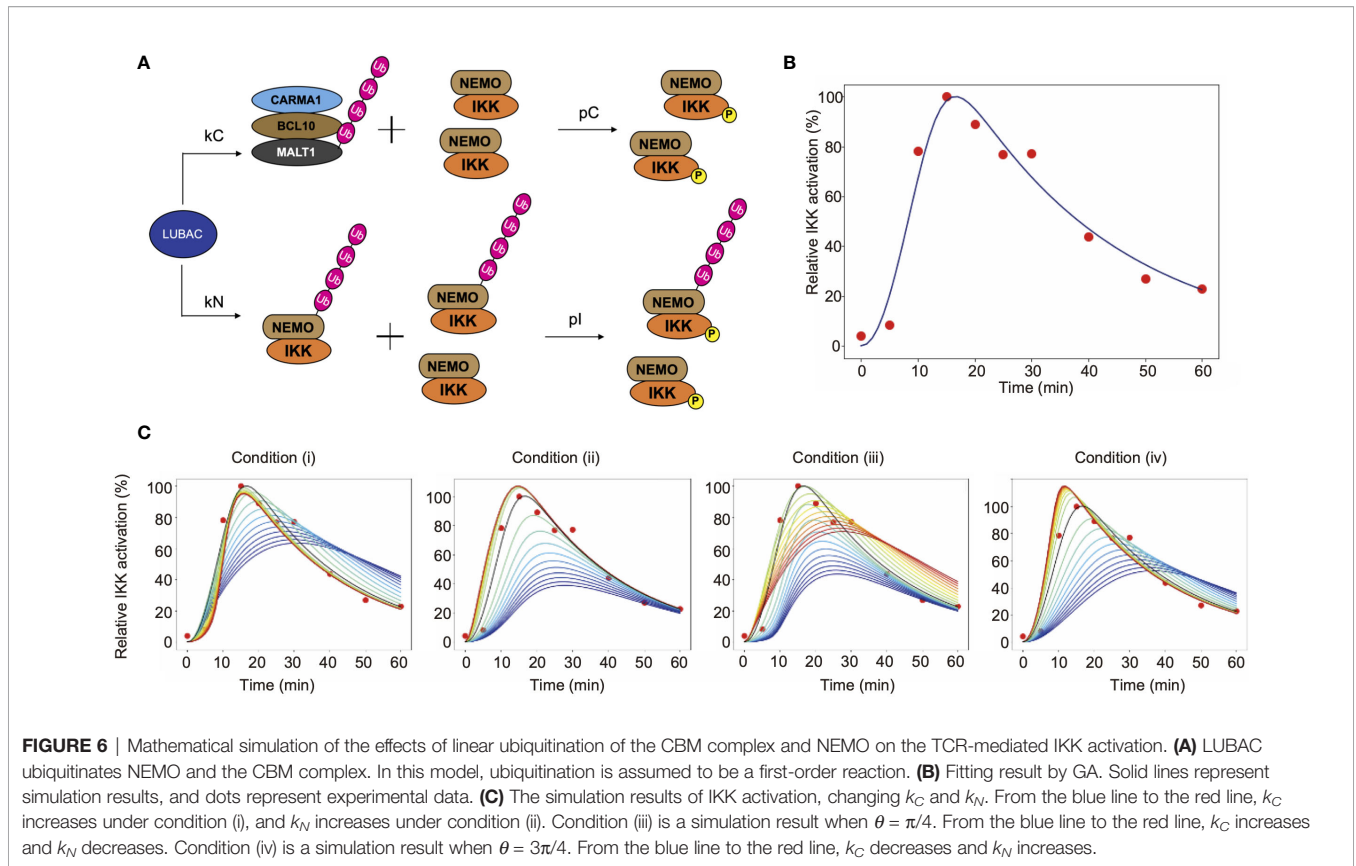 A
CARMA1
BCL10
MALT1
Ub
Ub
Ub
Ub
Ub
kC
NEMO
IKK
NEMO
IKK
pC
NEMO
IKK
P
NEMO
IKK
P
LUBAC
kN
Ub
Ub
Ub
Ub
NEMO
IKK
Ub
Ub
Ub
Ub
NEMO
IKK
NEMO
IKK
pI
Ub
Ub
Ub
Ub
NEMO
IKK
P
NEMO
IKK
P
B
Relative IKK activation (%)
100
80
60
40
20
0
0 10 20 30 40 50 60
Time (min)
C
Relative IKK activation (%)
Condition (i)
100
80
60
40
20
0
0 10 20 30 40 50 60
Time (min)
Condition (ii)
100
80
60
40
20
0
0 10 20 30 40 50 60
Time (min)
Condition (iii)
100
80
60
40
20
0
0 10 20 30 40 50 60
Time (min)
Condition (iv)
100
80
60
40
20
0
0 10 20 30 40 50 60
Time (min)
FIGURE 6 | Mathematical simulation of the effects of linear ubiquitination of the CBM complex and NEMO on the TCR-mediated IKK activation. (A) LUBAC
ubiquitinates NEMO and the CBM complex. In this model, ubiquitination is assumed to be a first-order reaction. (B) Fitting result by GA. Solid lines represent
simulation results, and dots represent experimental data. (C) The simulation results of IKK activation, changing kC and kN. From the blue line to the red line, kC
increases under condition (i), and kN increases under condition (ii). Condition (iii) is a simulation result when θ = π/4. From the blue line to the red line, kC increases
and kN decreases. Condition (iv) is a simulation result when θ = 3π/4. From the blue line to the red line, kC decreases and kN increases.